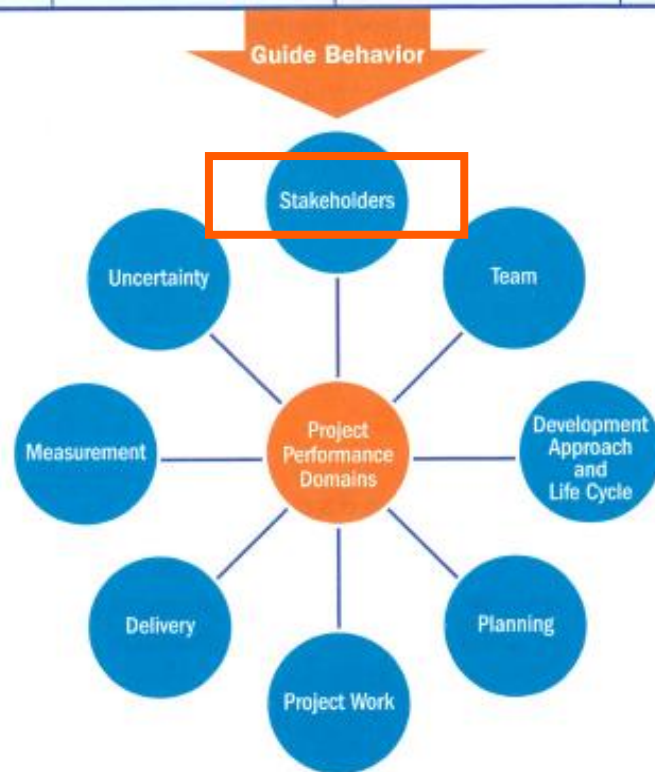 Guide Behavior
Stakeholders
Uncertainty
Team
Measurement
Project
Performance
Domains
Development
Approach
and
Life Cycle
Delivery
Planning
Project Work